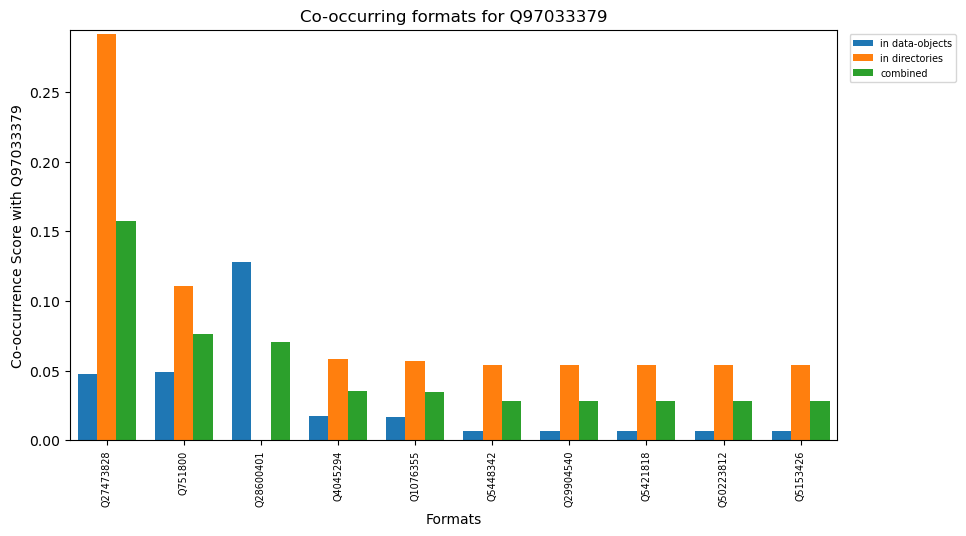 Co-occurring formats for Q97033379
in data-objects
in directories
combined
Co-occurrence Score with Q97033379
0.25
0.20
0.15
0.10
0.05
0.00
Q27473828
Q751800
Q28600401
Q4045294
Q1076355
Q5448342
Q29904540
Q5421818
Q50223812
Q5153426
Formats